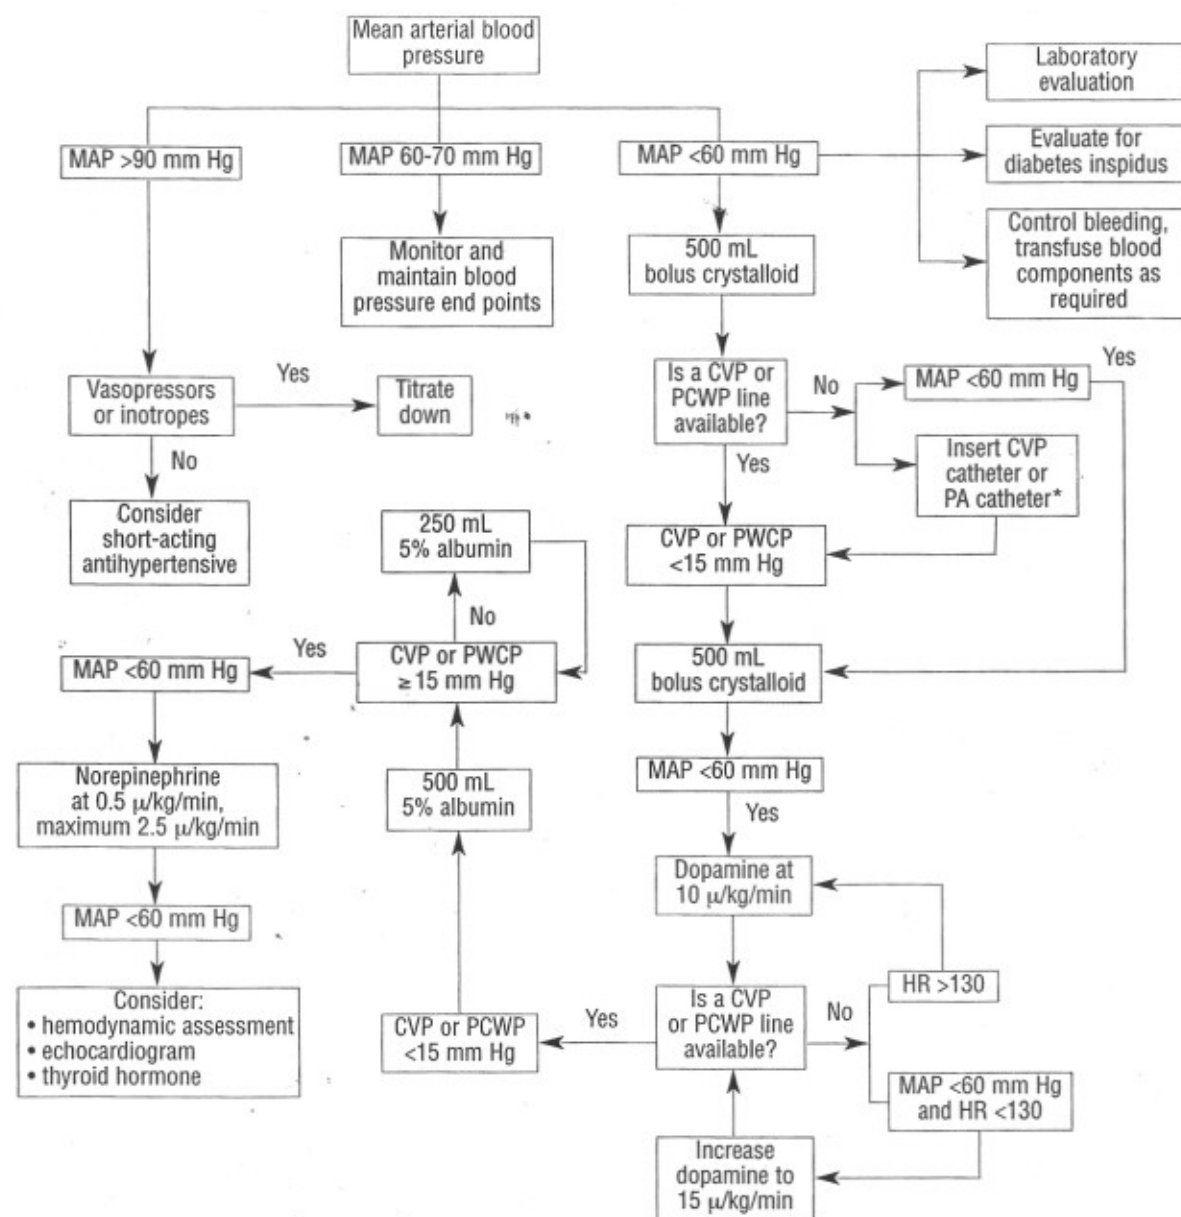 Mean arterial blood
pressure
MAP >90 mm Hg
MAP 60-70 mm Hg
MAP <60 mm Hg
Laboratory
evaluation
Evaluate for
diabetes inspidus
Control bleeding,
transfuse blood
components as
required
Monitor and
maintain blood
pressure end points
500 mL
bolus crystalloid
Vasopressors
or inotropes
Yes
Titrate
down
No
Consider
short-acting
antihypertensive
Is a CVP or
PCWP line
available?
No
MAP <60 mm Hg
Yes
Insert CVP
catheter or
PA catheter*
Yes
CVP or PWCP
<15 mm Hg
500 mL
bolus crystalloid
MAP <60 mm Hg
Yes
Dopamine at
10 μ/kg/min
Is a CVP
or PCWP line
available?
No
HR >130
MAP <60 mm Hg
and HR <130
Increase
dopamine to
15 μ/kg/min
Yes
CVP or PCWP
<15 mm Hg
500 mL
5% albumin
CVP or PWCP
≥ 15 mm Hg
No
250 mL
5% albumin
Yes
MAP <60 mm Hg
Norepinephrine
at 0.5 μ/kg/min,
maximum 2.5 μ/kg/min
MAP <60 mm Hg
Consider:
• hemodynamic assessment
• echocardiogram
• thyroid hormone